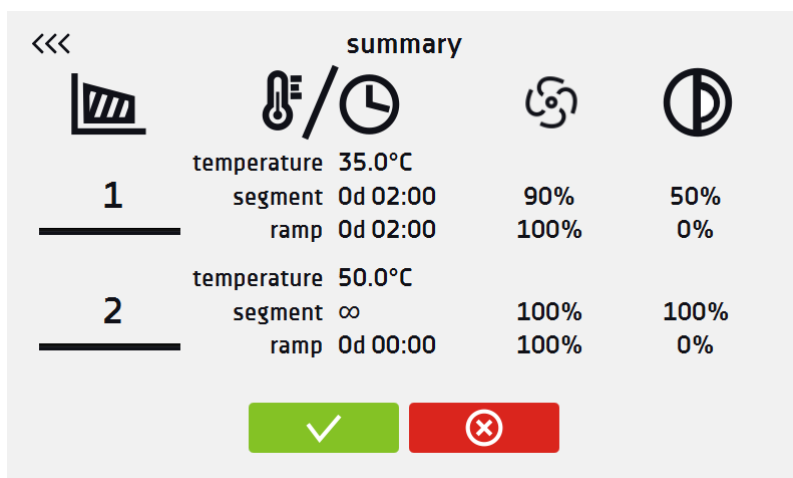 <<< summary
temperature 35.0°C
1 segment 0d 02:00 90% 50%
ramp 0d 02:00 100% 0%
temperature 50.0°C
2 segment ∞ 100% 100%
ramp 0d 00:00 100% 0%